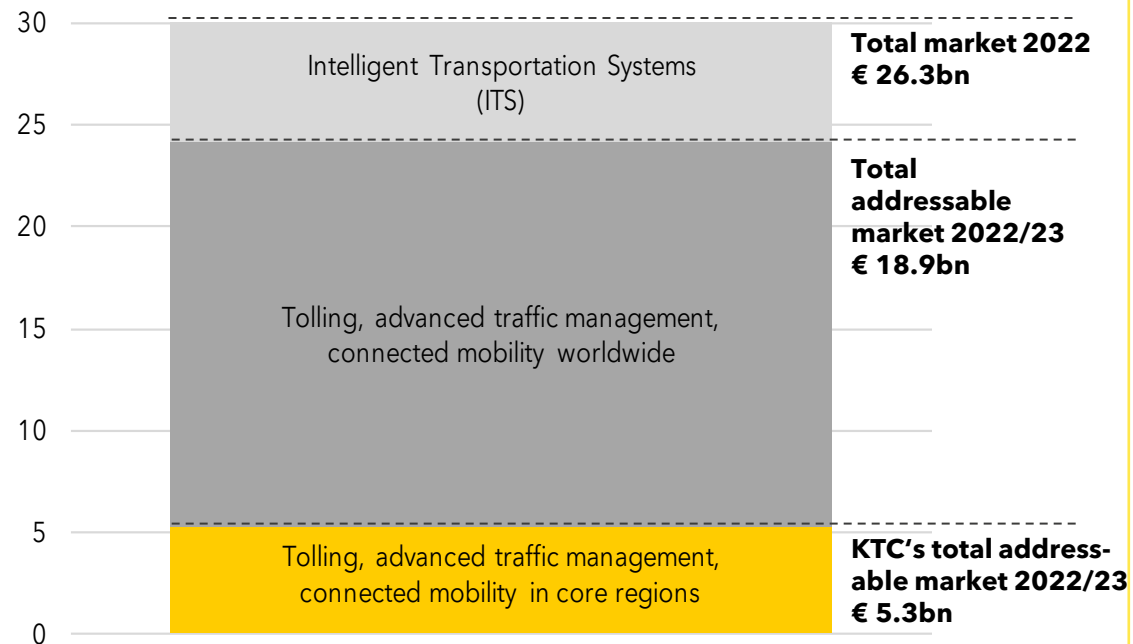 30
25
20
15
10
5
0
Intelligent Transportation Systems
(ITS)
Tolling, advanced traffic management,
connected mobility worldwide
Tolling, advanced traffic management,
connected mobility in core regions
Total market 2022
€ 26.3bn
Total
addressable
market 2022/23
€ 18.9bn
KTC‘s total address-
able market 2022/23
€ 5.3bn